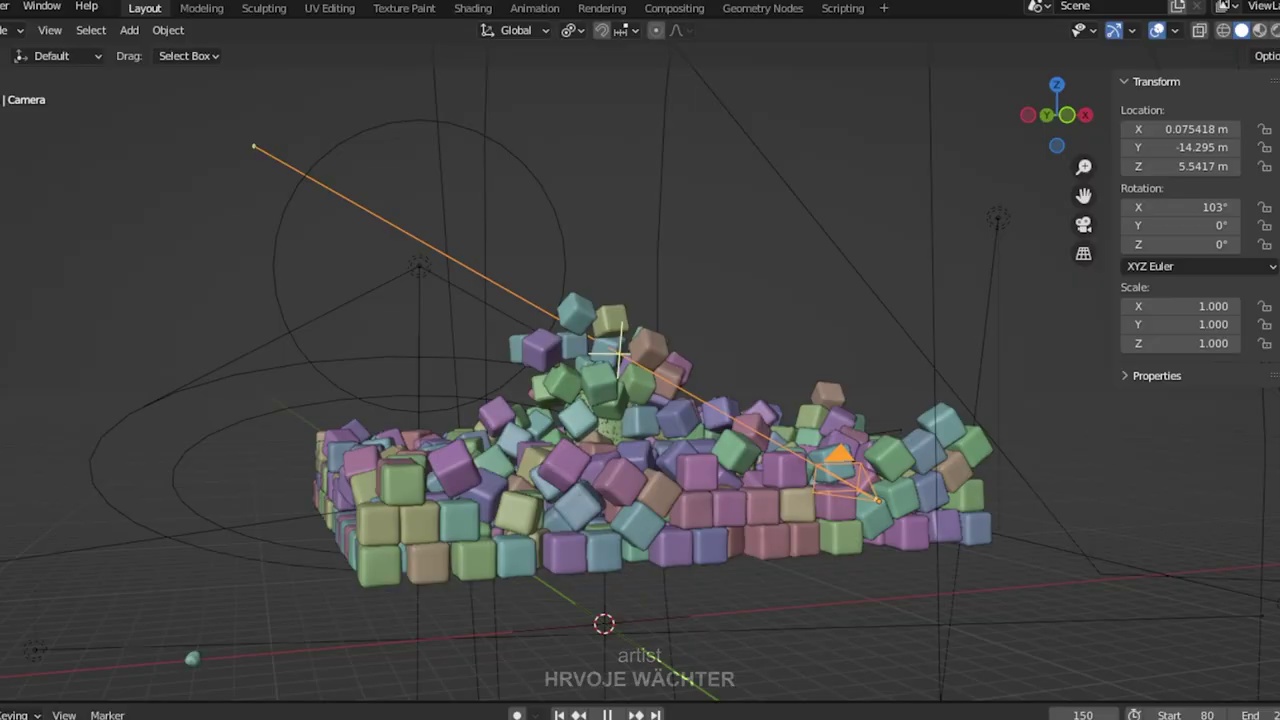 Window Help Layout Modeling Sculpting UV Editing Texture Paint Shading Animation Rendering Compositing Geometry Nodes Scripting + Scene
View Select Add Object Global
Default Drag: Select Box Optio
| Camera
Z
Y X
Transform
Location:
X 0.075418 m
Y -14.295 m
Z 5.5417 m
Rotation:
X 103°
Y 0°
Z 0°
XYZ Euler
Scale:
X 1.000
Y 1.000
Z 1.000
Properties
artist
HRVOJE WÄCHTER
View Marker 150 Start 80 End